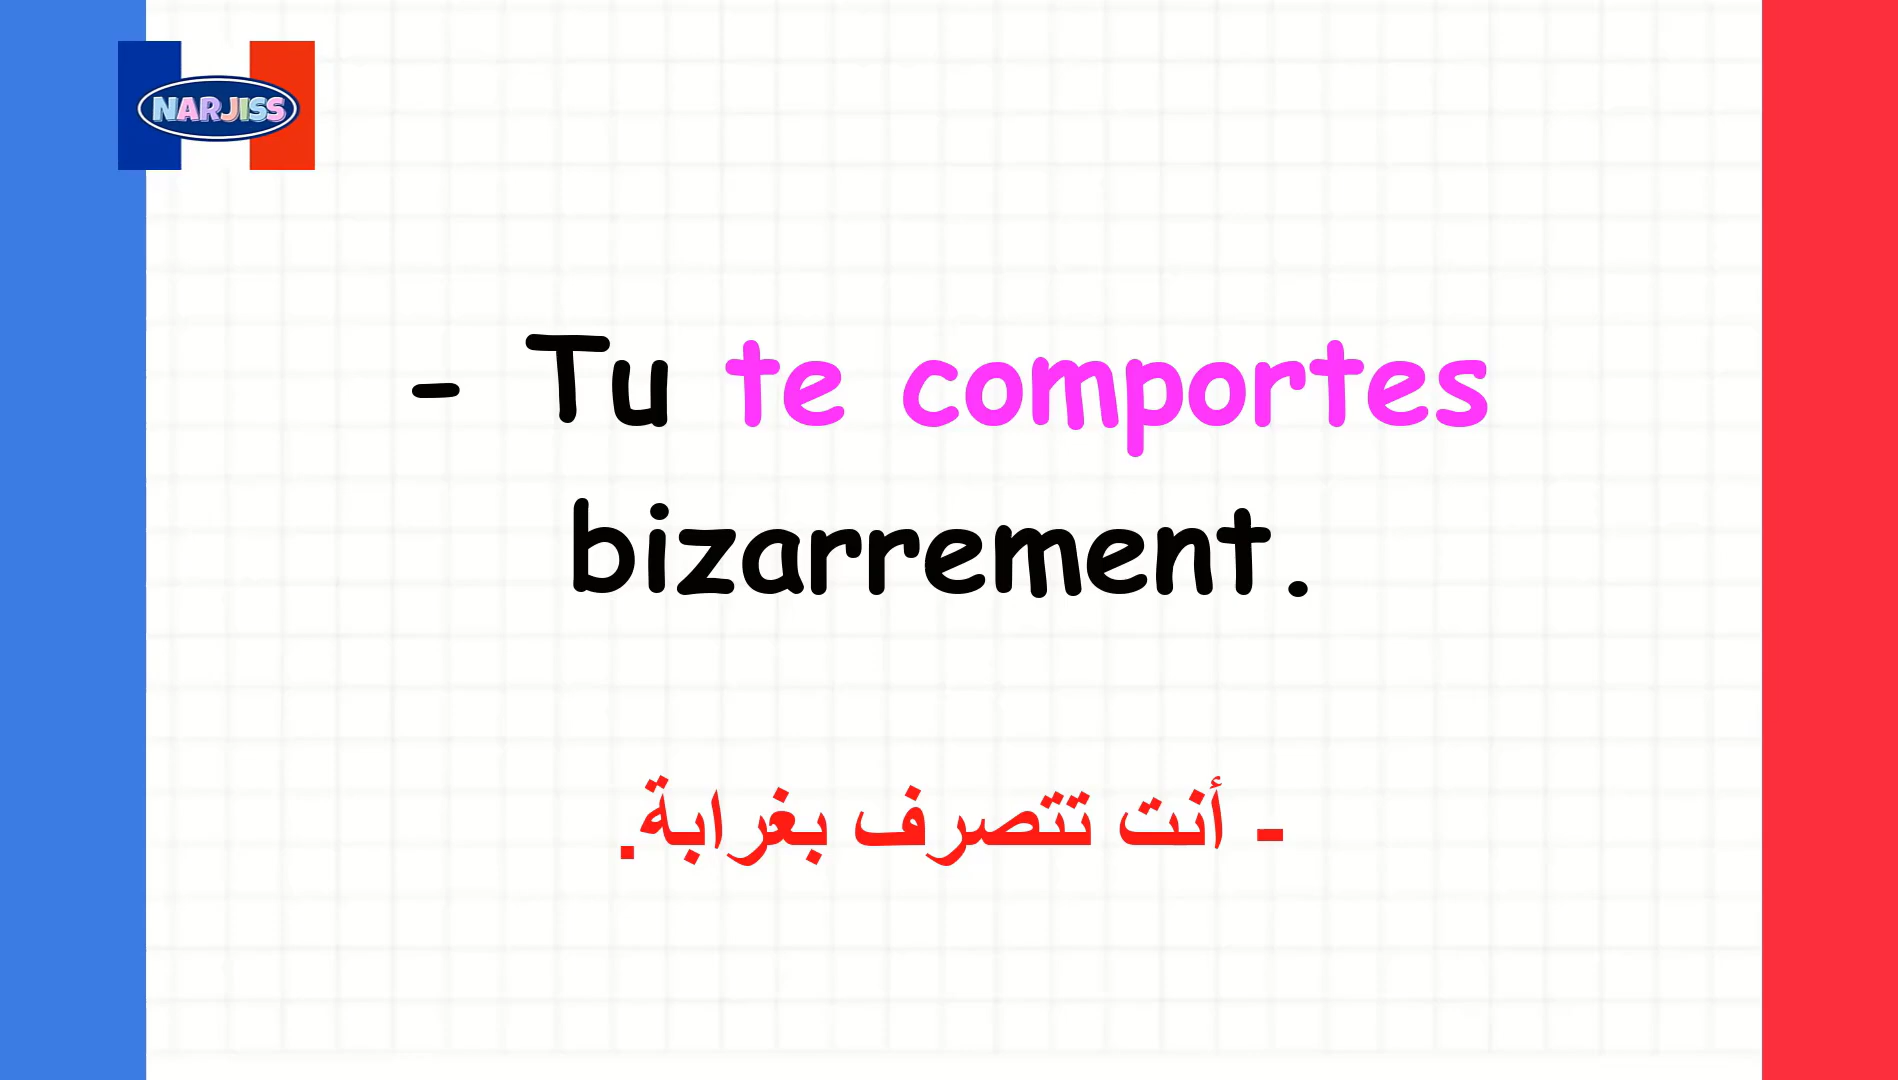 NARJISS
- Tu te comportes
bizarrement.
- أنت تتصرف بغرابة.